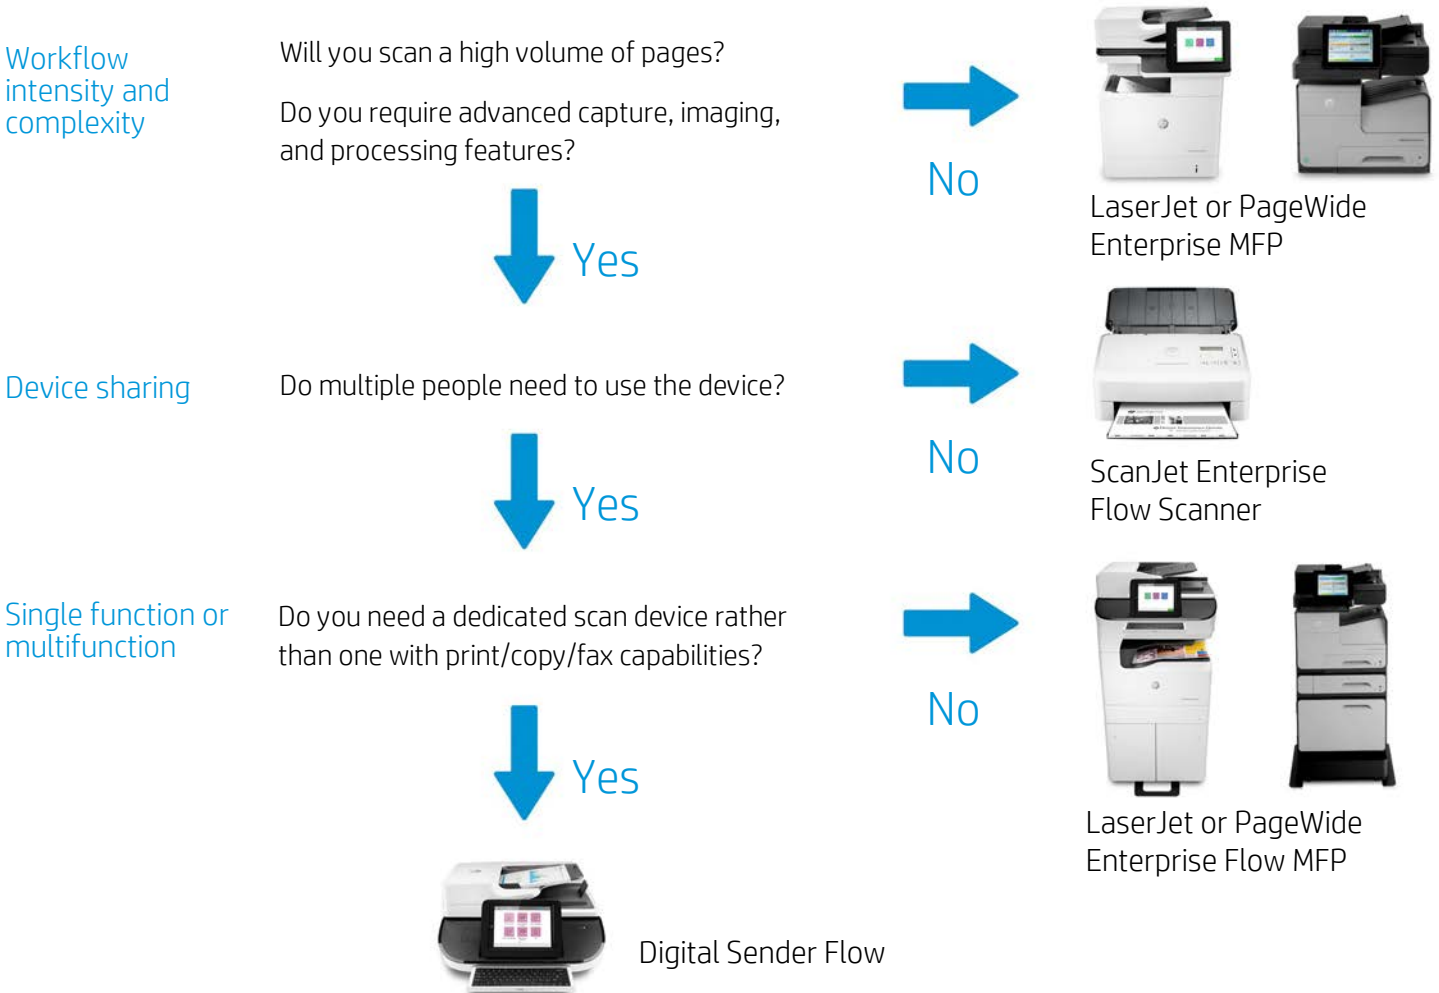 Workflow
intensity and
complexity
Will you scan a high volume of pages?
Do you require advanced capture, imaging,
and processing features?
No
LaserJet or PageWide
Enterprise MFP
Yes
Device sharing
Do multiple people need to use the device?
No
ScanJet Enterprise
Flow Scanner
Yes
Single function or
multifunction
Do you need a dedicated scan device rather
than one with print/copy/fax capabilities?
No
LaserJet or PageWide
Enterprise Flow MFP
Yes
Digital Sender Flow